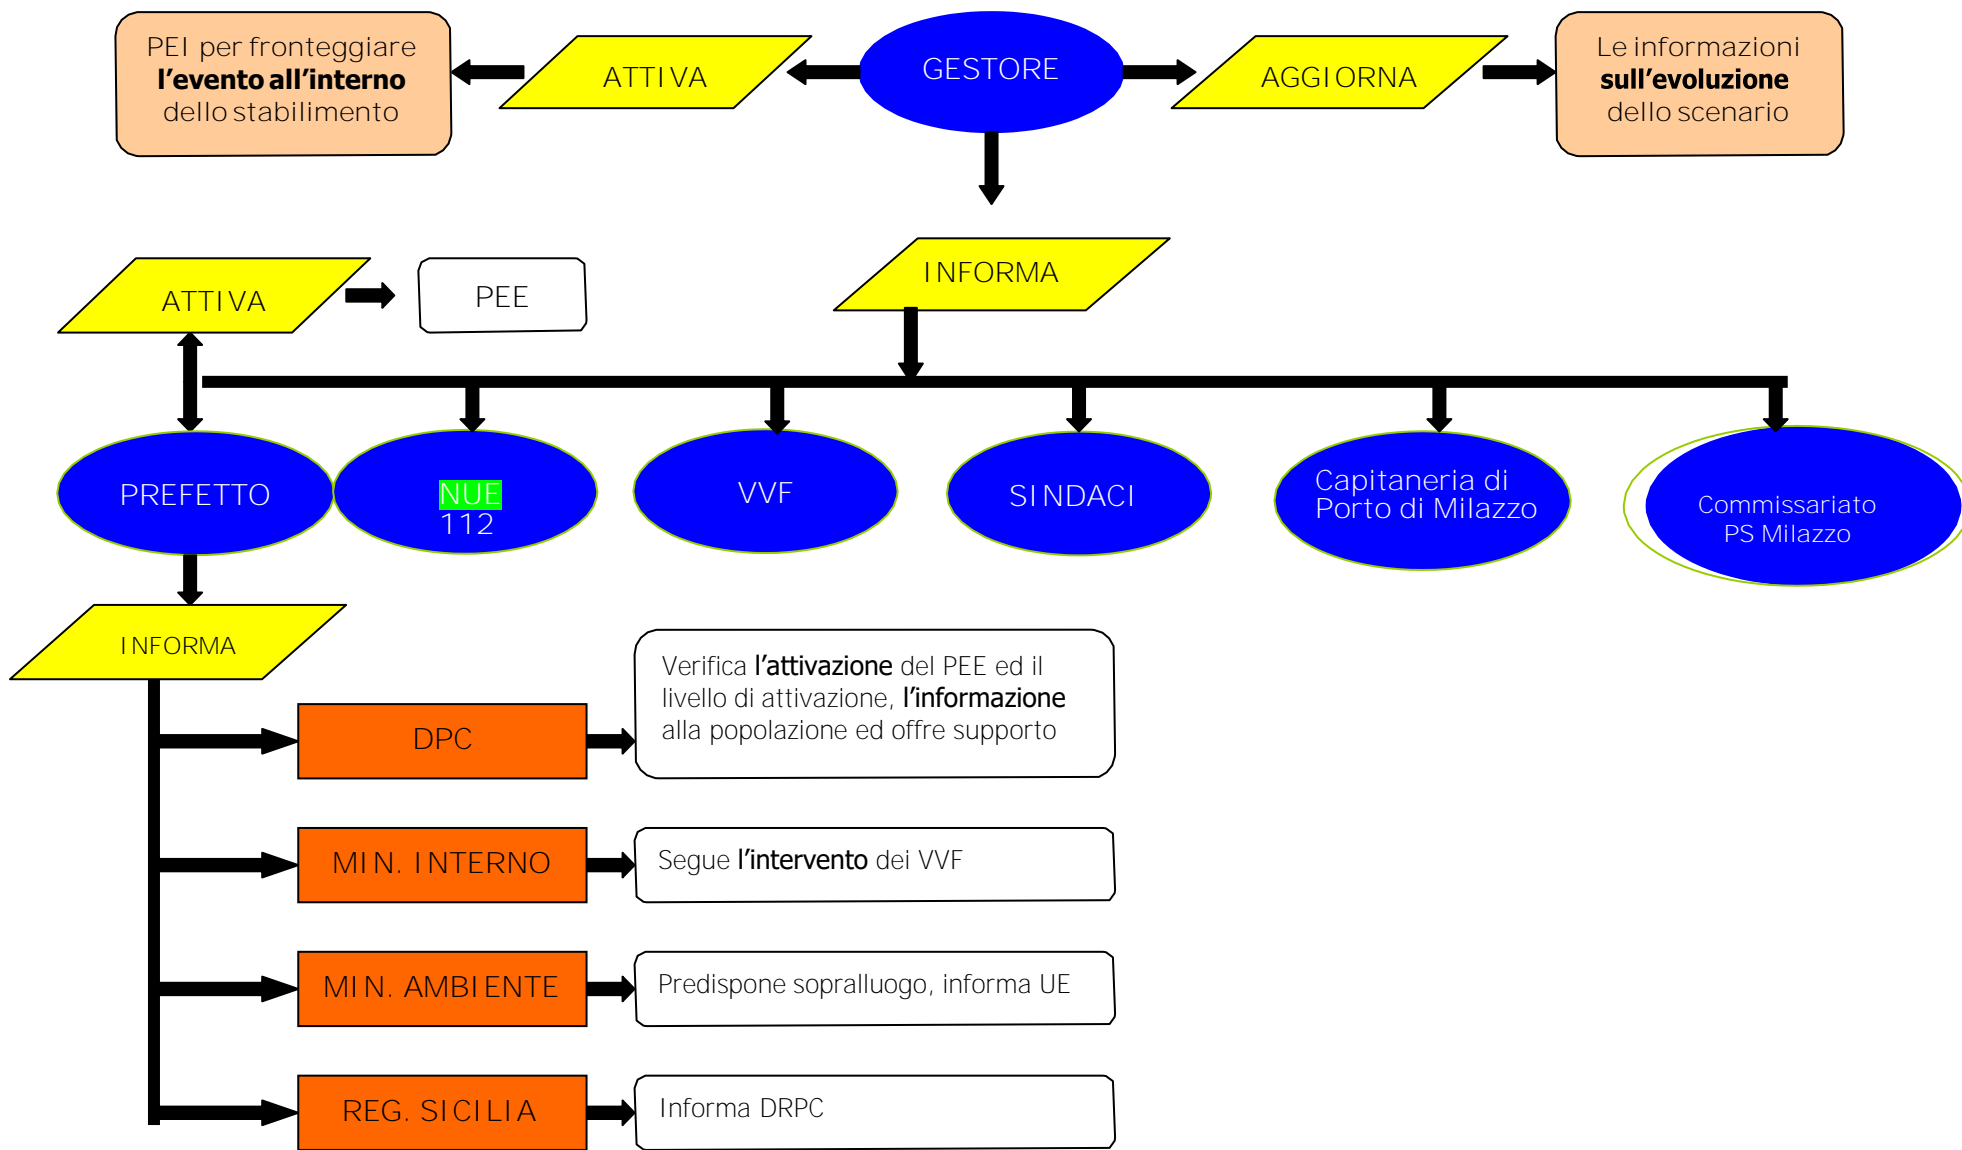 PEI per fronteggiare
l'evento all'interno
dello stabilimento
ATTIVA
GESTORE
AGGIORNA
Le informazioni
sull'evoluzione
dello scenario
ATTIVA
PEE
INFORMA
PREFETTO
NUE
112
VVF
SINDACI
Capitaneria di
Porto di Milazzo
Commissariato
PS Milazzo
INFORMA
DPC
Verifica l'attivazione del PEE ed il
livello di attivazione, l'informazione
alla popolazione ed offre supporto
MIN. INTERNO
Segue l'intervento dei VVF
MIN. AMBIENTE
Predispone sopralluogo, informa UE
REG. SICILIA
Informa DRPC